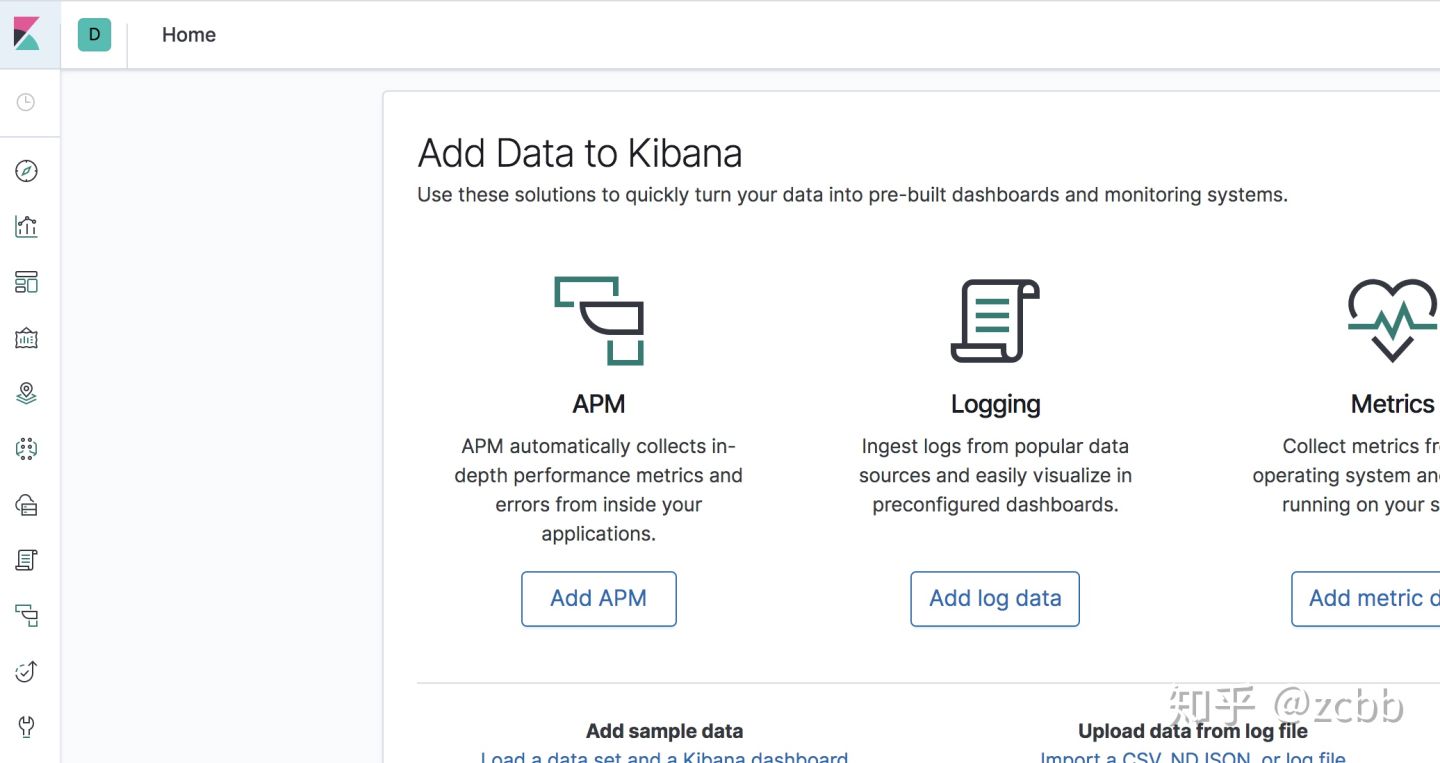 D
Home
Add Data to Kibana
Use these solutions to quickly turn your data into pre-built dashboards and monitoring systems.
APM
APM automatically collects in-
depth performance metrics and
errors from inside your
applications.
Add APM
Logging
Ingest logs from popular data
sources and easily visualize in
preconfigured dashboards.
Add log data
Metrics
Collect metrics fr
operating system an
running on your s
Add metric d
Add sample data
Load a data set and a Kibana dashboard
Upload data from log file
Import a CSV, NDJSON, or log file
知乎 @zcbb